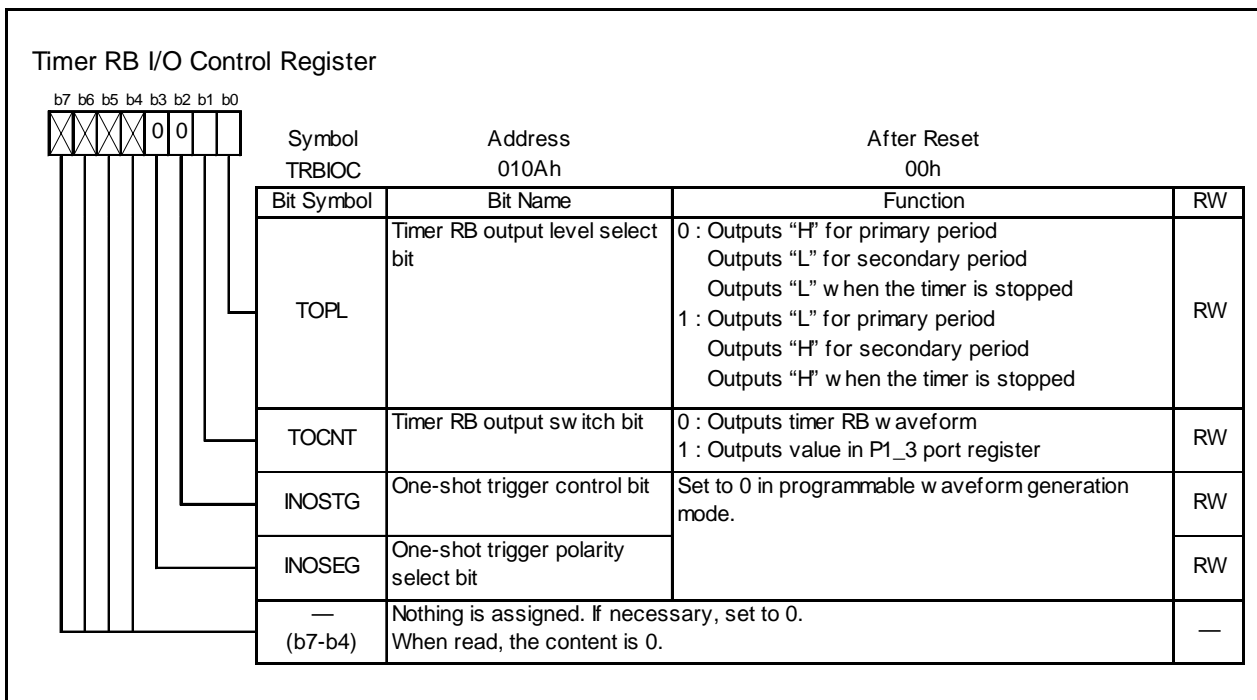 Timer RB I/O Control Register
b7 b6 b5 b4 b3 b2 b1 b0
0 0
Symbol Address After Reset
TRBIOC 010Ah 00h
Bit Symbol Bit Name Function RW
TOPL
Timer RB output level select
bit
0 : Outputs “H” for primary period
Outputs “L” for secondary period
Outputs “L” when the timer is stopped
1 : Outputs “L” for primary period
Outputs “H” for secondary period
Outputs “H” when the timer is stopped
RW
TOCNT
Timer RB output switch bit
0 : Outputs timer RB waveform
1 : Outputs value in P1_3 port register
RW
INOSTG
One-shot trigger control bit
Set to 0 in programmable waveform generation
mode.
RW
INOSEG
One-shot trigger polarity
select bit
RW
—
(b7-b4)
Nothing is assigned. If necessary, set to 0.
When read, the content is 0.
—